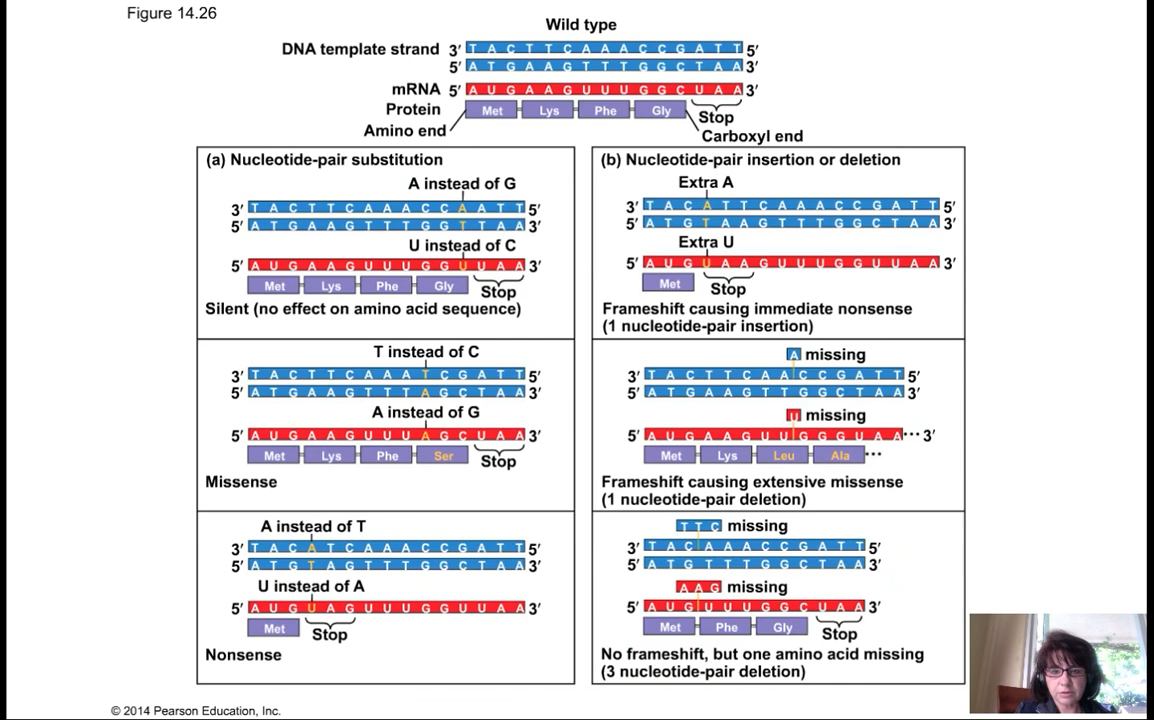 Figure 14.26
Wild type
DNA template strand 3′ T A C T T C A A A C C G A T T 5′
5′ A T G A A G T T T G G C T A A 3′
mRNA 5′ A U G A A G U U U G G C U A A 3′
Protein Met Lys Phe Gly Stop
Amino end Carboxyl end
(a) Nucleotide-pair substitution
A instead of G
3′ T A C T T C A A A C C A A T T 5′
5′ A T G A A G T T T G G T T A A 3′
U instead of C
5′ A U G A A G U U U G G U U A A 3′
Met Lys Phe Gly Stop
Silent (no effect on amino acid sequence)
T instead of C
3′ T A C T T C A A A T C G A T T 5′
5′ A T G A A G T T T A G C T A A 3′
A instead of G
5′ A U G A A G U U U A G C U A A 3′
Met Lys Phe Ser Stop
Missense
A instead of T
3′ T A C A T C A A A C C G A T T 5′
5′ A T G T A G T T T G G C T A A 3′
U instead of A
5′ A U G U A G U U U G G U U A A 3′
Met Stop
Nonsense
(b) Nucleotide-pair insertion or deletion
Extra A
3′ T A C A T T C A A A C C G A T T 5′
5′ A T G T A A G T T T G G C T A A 3′
Extra U
5′ A U G U A A G U U U G G U U A A 3′
Met Stop
Frameshift causing immediate nonsense
(1 nucleotide-pair insertion)
A missing
3′ T A C T T C A A C C G A T T 5′
5′ A T G A A G T T G G C T A A 3′
U missing
5′ A U G A A G U U G G G U A A ... 3′
Met Lys Leu Ala ...
Frameshift causing extensive missense
(1 nucleotide-pair deletion)
T T C missing
3′ T A C A A A C C G A T T 5′
5′ A T G T T T G G C T A A 3′
A A G missing
5′ A U G U U U G G C U A A 3′
Met Phe Gly Stop
No frameshift, but one amino acid missing
(3 nucleotide-pair deletion)
© 2014 Pearson Education, Inc.